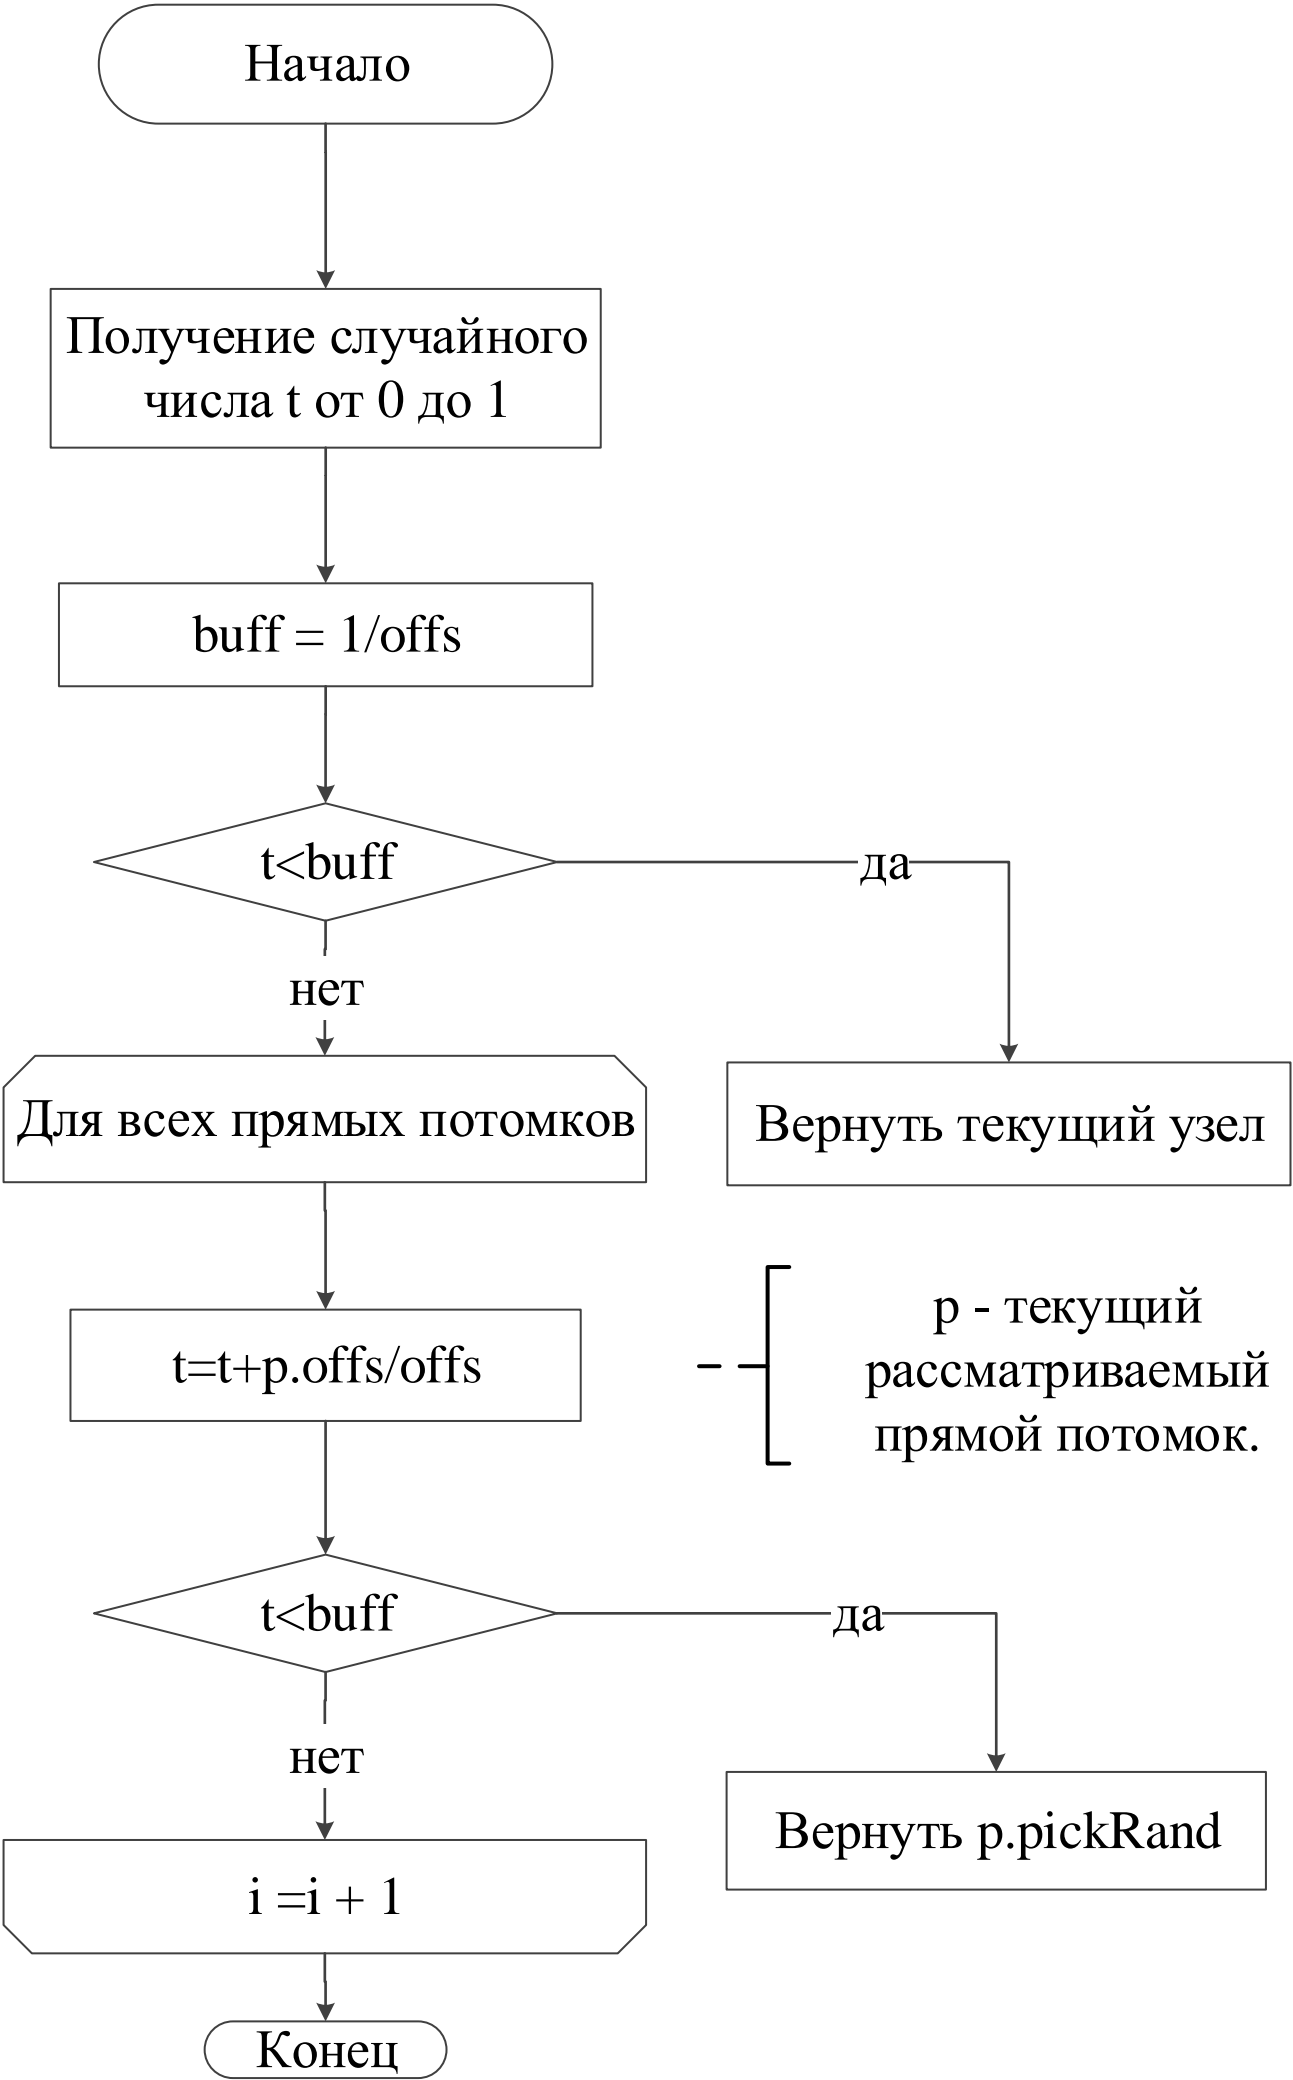 Начало
Получение случайного
числа t от 0 до 1
buff = 1/offs
t<buff
да
нет
Для всех прямых потомков
Вернуть текущий узел
t=t+p.offs/offs
p - текущий
рассматриваемый
прямой потомок.
t<buff
да
нет
Вернуть p.pickRand
i =i + 1
Конец